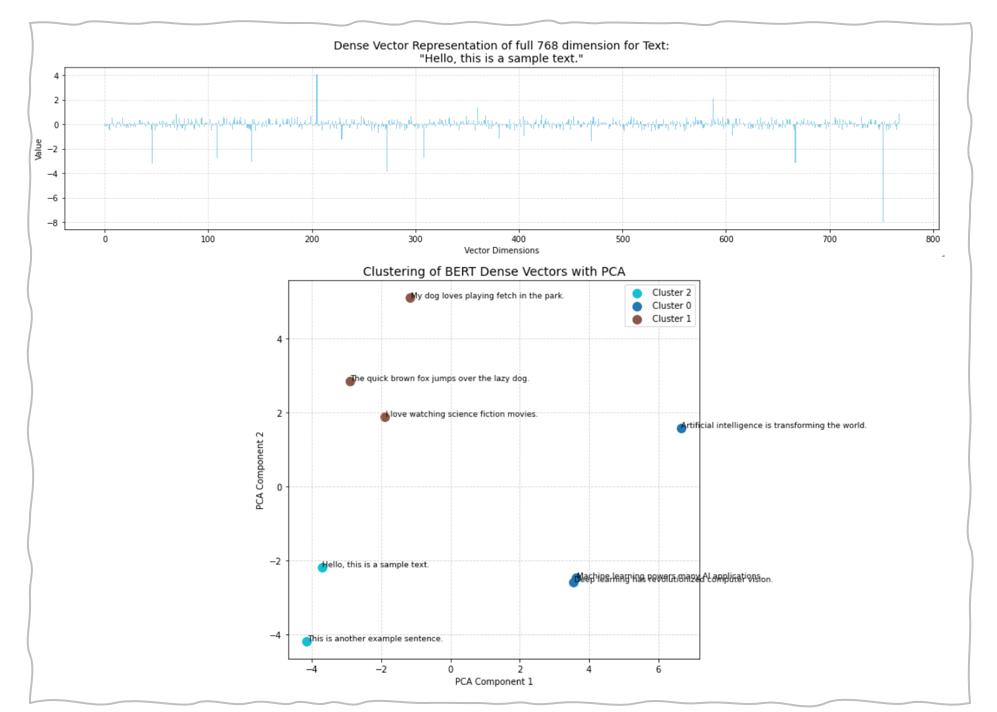 Dense Vector Representation of full 768 dimension for Text:
"Hello, this is a sample text."
4
2
0
−2
−4
−6
−8
Value
0 100 200 300 400 500 600 700 800
Vector Dimensions
Clustering of BERT Dense Vectors with PCA
Cluster 2
Cluster 0
Cluster 1
My dog loves playing fetch in the park.
The quick brown fox jumps over the lazy dog.
I love watching science fiction movies.
Artificial intelligence is transforming the world.
Hello, this is a sample text.
Machine learning powers many AI applications.
Deep learning has revolutionized computer vision.
This is another example sentence.
4
2
0
−2
−4
PCA Component 2
−4 −2 0 2 4 6
PCA Component 1